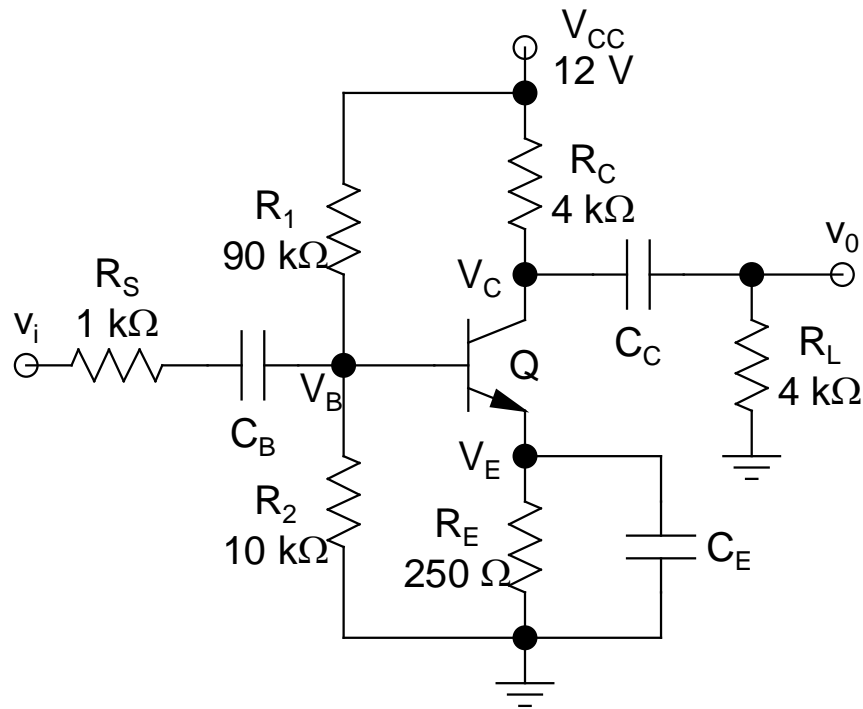 V_CC
12 V
R_C
4 kΩ
R_1
90 kΩ
v_0
V_C
R_S
1 kΩ
v_i
C_C
Q
R_L
4 kΩ
V_B
C_B
V_E
R_2
10 kΩ
R_E
250 Ω
C_E